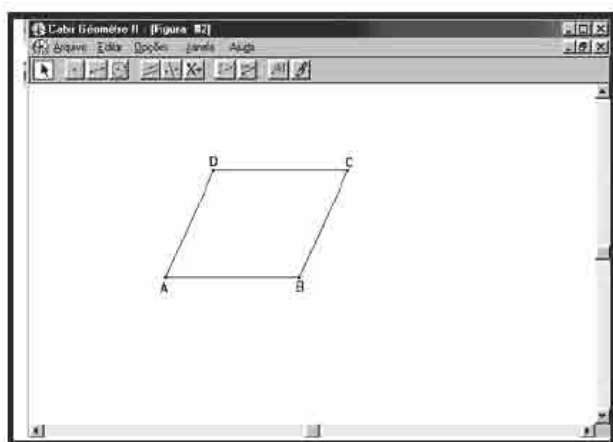 Cabri Géomètre II - [Figura #2]
Arquivo Editar Opções Janela Ajuda
D C
A B